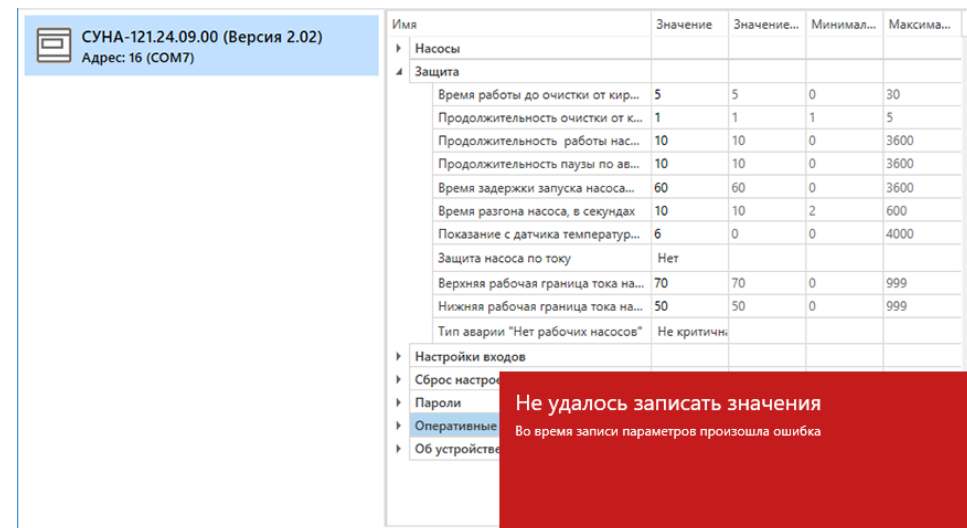 СУНА-121.24.09.00 (Версия 2.02)
Адрес: 16 (COM7)
Имя Значение Значение... Минимал... Максима...
Насосы
Защита
Время работы до очистки от кир... 5 5 0 30
Продолжительность очистки от к... 1 1 1 5
Продолжительность работы нас... 10 10 0 3600
Продолжительность паузы по ав... 10 10 0 3600
Время задержки запуска насоса... 60 60 0 3600
Время разгона насоса, в секундах 10 10 2 600
Показание с датчика температур... 6 0 0 4000
Защита насоса по току Нет
Верхняя рабочая граница тока на... 70 70 0 999
Нижняя рабочая граница тока на... 50 50 0 999
Тип аварии "Нет рабочих насосов" Не критичн
Настройки входов
Сброс настрое
Пароли
Оперативные
Об устройстве
Не удалось записать значения
Во время записи параметров произошла ошибка